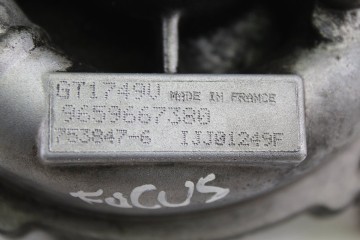 GT1749V MADE IN FRANCE
9659667380
753847-6 IJJ01249F
FOCUS